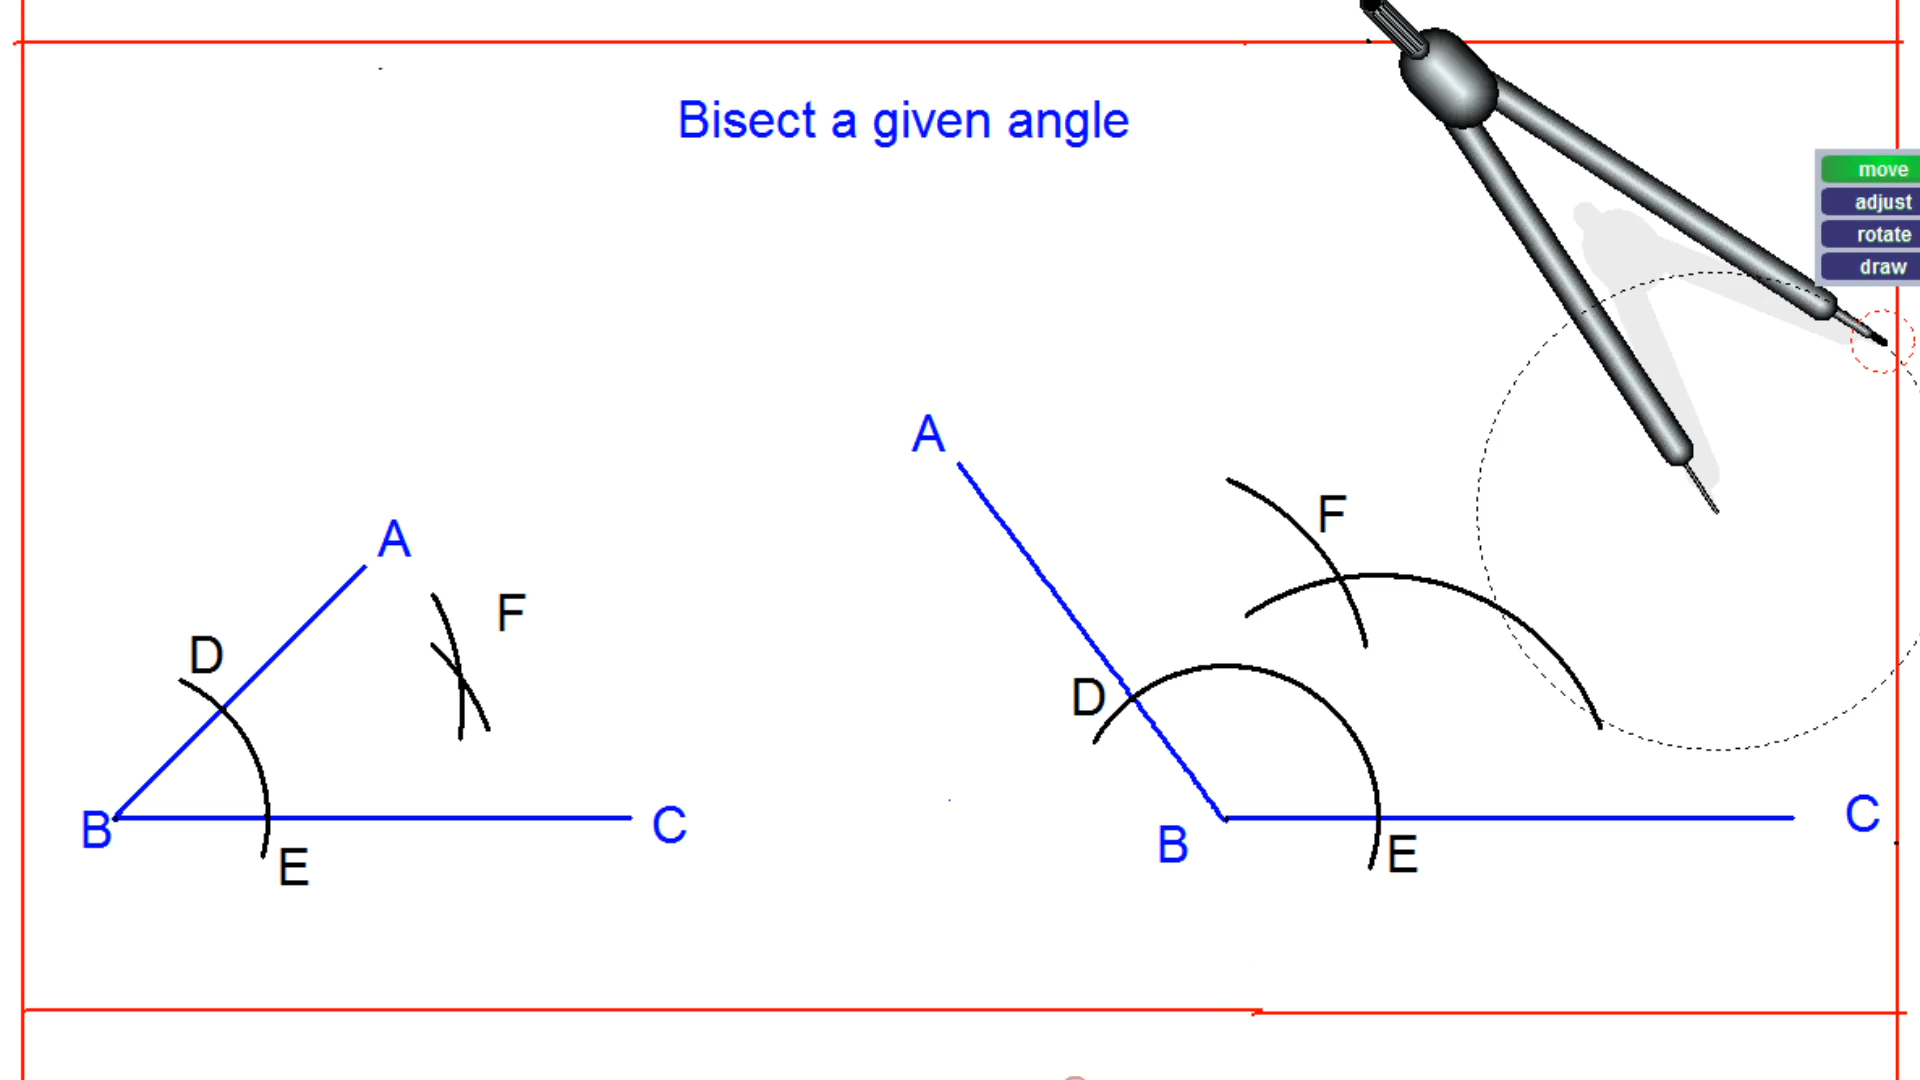 Bisect a given angle
move
adjust
rotate
draw
A
D
F
B
C
E
A
F
D
B
C
E